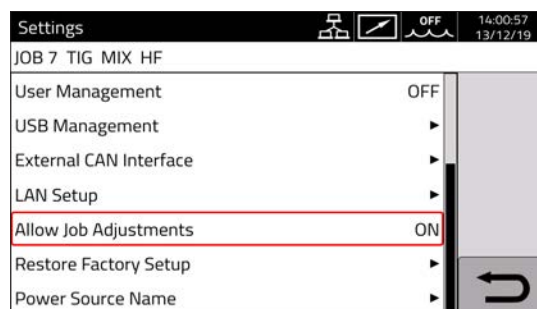 Settings OFF 14:00:57
13/12/19
JOB 7 TIG MIX HF
User Management OFF
USB Management
External CAN Interface
LAN Setup
Allow Job Adjustments ON
Restore Factory Setup
Power Source Name